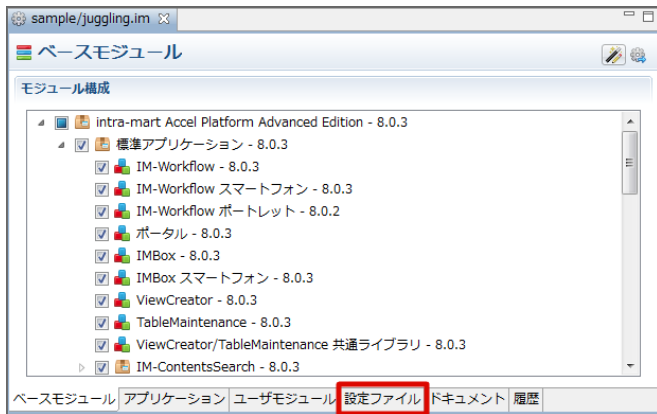 sample/juggling.im
ベースモジュール
モジュール構成
intra-mart Accel Platform Advanced Edition - 8.0.3
標準アプリケーション - 8.0.3
IM-Workflow - 8.0.3
IM-Workflow スマートフォン - 8.0.3
IM-Workflow ポートレット - 8.0.2
ポータル - 8.0.3
IMBox - 8.0.3
IMBox スマートフォン - 8.0.3
ViewCreator - 8.0.3
TableMaintenance - 8.0.3
ViewCreator/TableMaintenance 共通ライブラリ - 8.0.3
IM-ContentsSearch - 8.0.3
ベースモジュール アプリケーション ユーザモジュール 設定ファイル ドキュメント 履歴